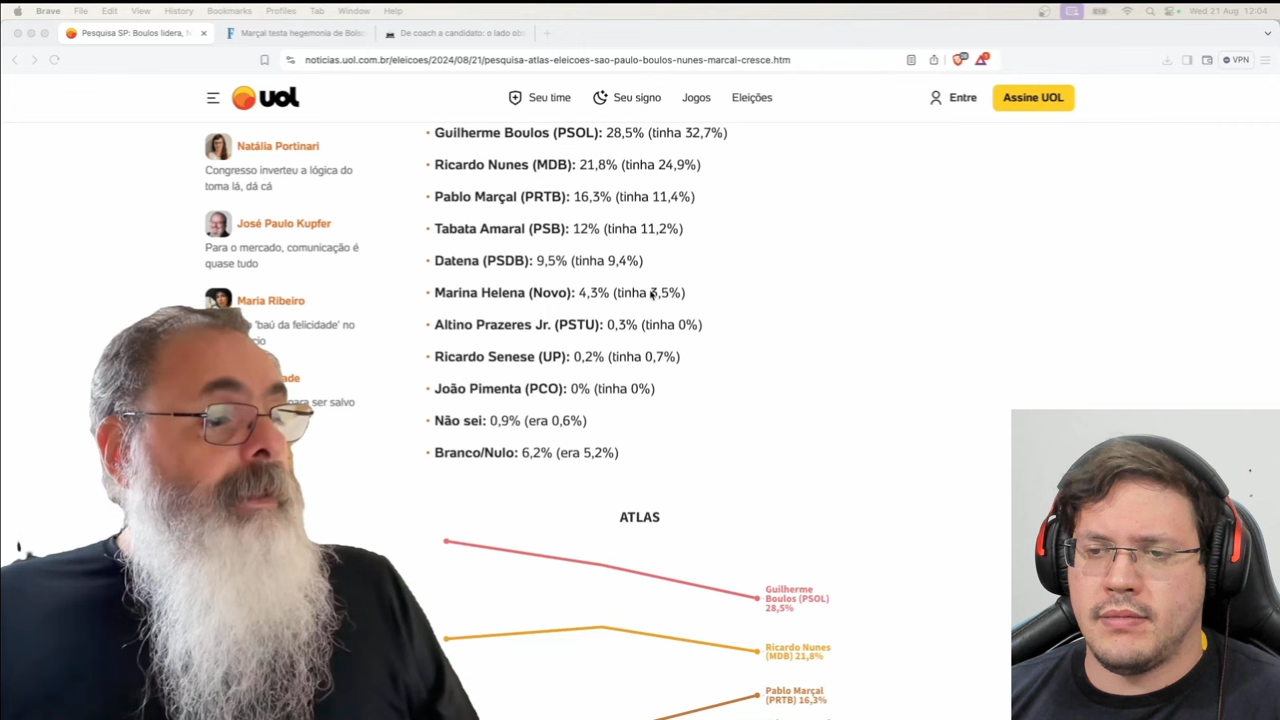 Brave File Edit View History Bookmarks Profiles Tab Window Help Wed 21 Aug 12:04
Pesquisa SP: Boulos lidera, N Marçal testa hegemonia de Bols De coach a candidato: o lado obs
noticias.uol.com.br/eleicoes/2024/08/21/pesquisa-atlas-eleicoes-sao-paulo-boulos-nunes-marcal-cresce.htm VPN
UOL Seu time Seu signo Jogos Eleições Entre Assine UOL
Natália Portinari
Congresso inverteu a lógica do
toma lá, dá cá
José Paulo Kupfer
Para o mercado, comunicação é
quase tudo
Maria Ribeiro
'baú da felicidade' no
para ser salvo
• Guilherme Boulos (PSOL): 28,5% (tinha 32,7%)
• Ricardo Nunes (MDB): 21,8% (tinha 24,9%)
• Pablo Marçal (PRTB): 16,3% (tinha 11,4%)
• Tabata Amaral (PSB): 12% (tinha 11,2%)
• Datena (PSDB): 9,5% (tinha 9,4%)
• Marina Helena (Novo): 4,3% (tinha ,5%)
• Altino Prazeres Jr. (PSTU): 0,3% (tinha 0%)
• Ricardo Senese (UP): 0,2% (tinha 0,7%)
• João Pimenta (PCO): 0% (tinha 0%)
• Não sei: 0,9% (era 0,6%)
• Branco/Nulo: 6,2% (era 5,2%)
ATLAS
Guilherme
Boulos (PSOL)
28,5%
Ricardo Nunes
(MDB) 21,8%
Pablo Marçal
(PRTB) 16,3%